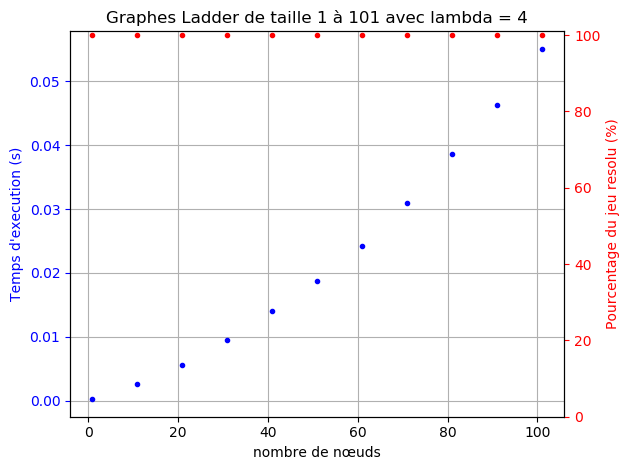 Graphes Ladder de taille 1 à 101 avec lambda = 4
Temps d'execution (s)
0.05
0.04
0.03
0.02
0.01
0.00
100
80
60
40
20
0
Pourcentage du jeu resolu (%)
0 20 40 60 80 100
nombre de nœuds